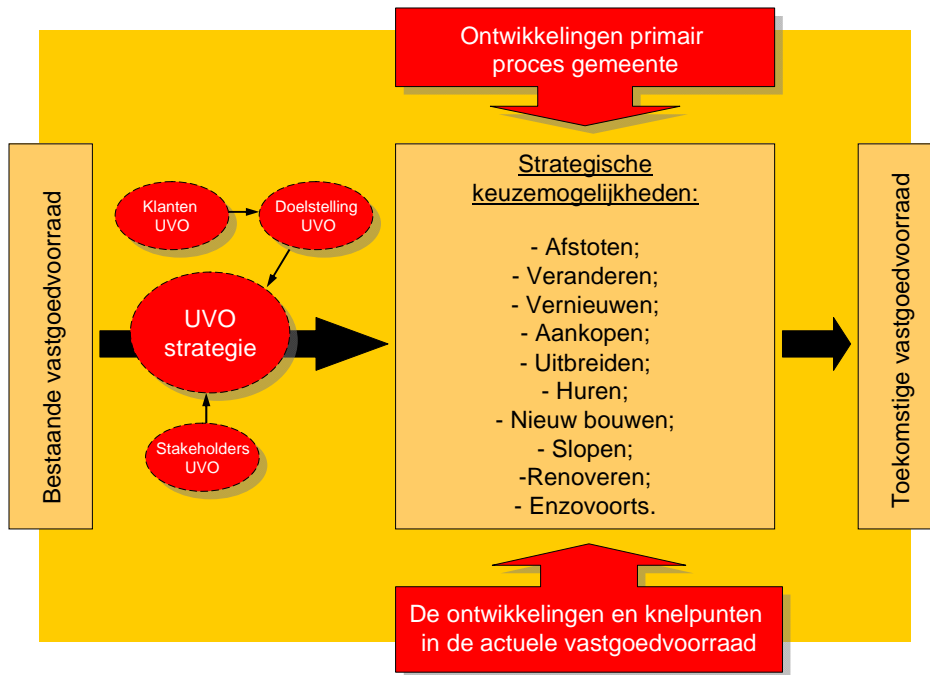 Ontwikkelingen primair
proces gemeente
Bestaande vastgoedvoorraad
Klanten
UVO
Doelstelling
UVO
UVO
strategie
Stakeholders
UVO
Strategische
keuzemogelijkheden:
- Afstoten;
- Veranderen;
- Vernieuwen;
- Aankopen;
- Uitbreiden;
- Huren;
- Nieuw bouwen;
- Slopen;
-Renoveren;
- Enzovoorts.
Toekomstige vastgoedvoorraad
De ontwikkelingen en knelpunten
in de actuele vastgoedvoorraad